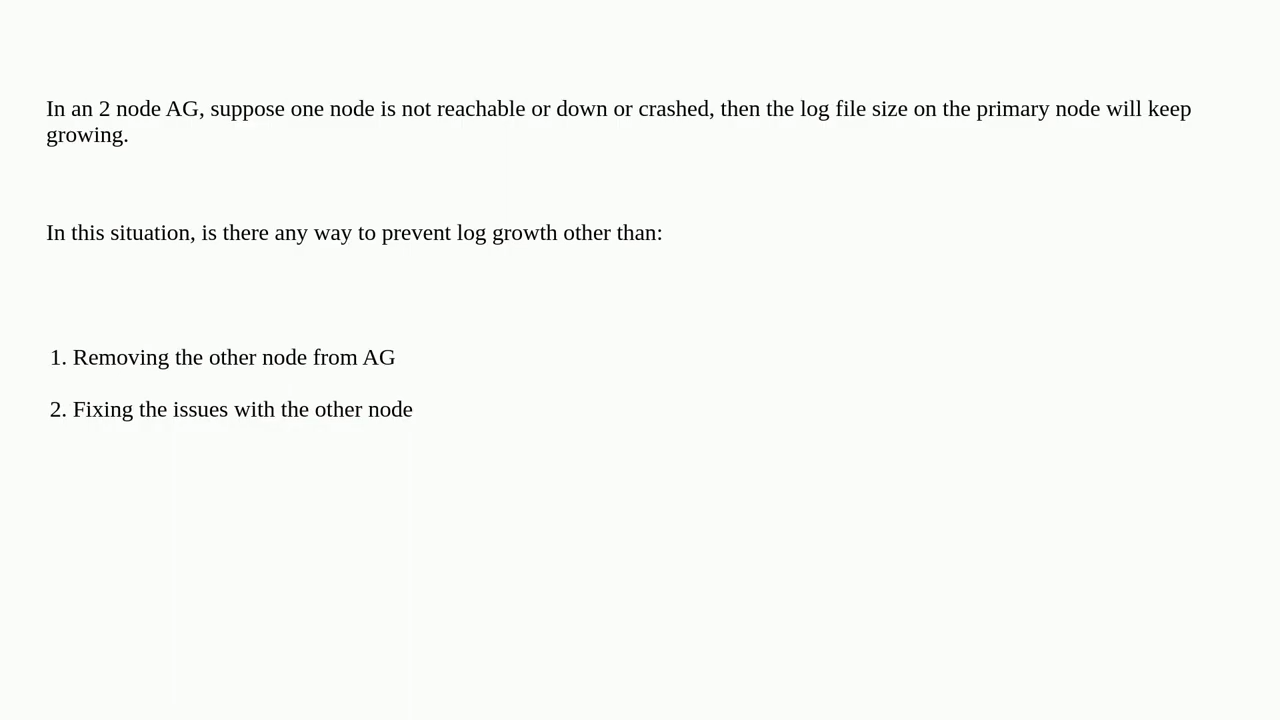 In an 2 node AG, suppose one node is not reachable or down or crashed, then the log file size on the primary node will keep
growing.
In this situation, is there any way to prevent log growth other than:
1. Removing the other node from AG
2. Fixing the issues with the other node